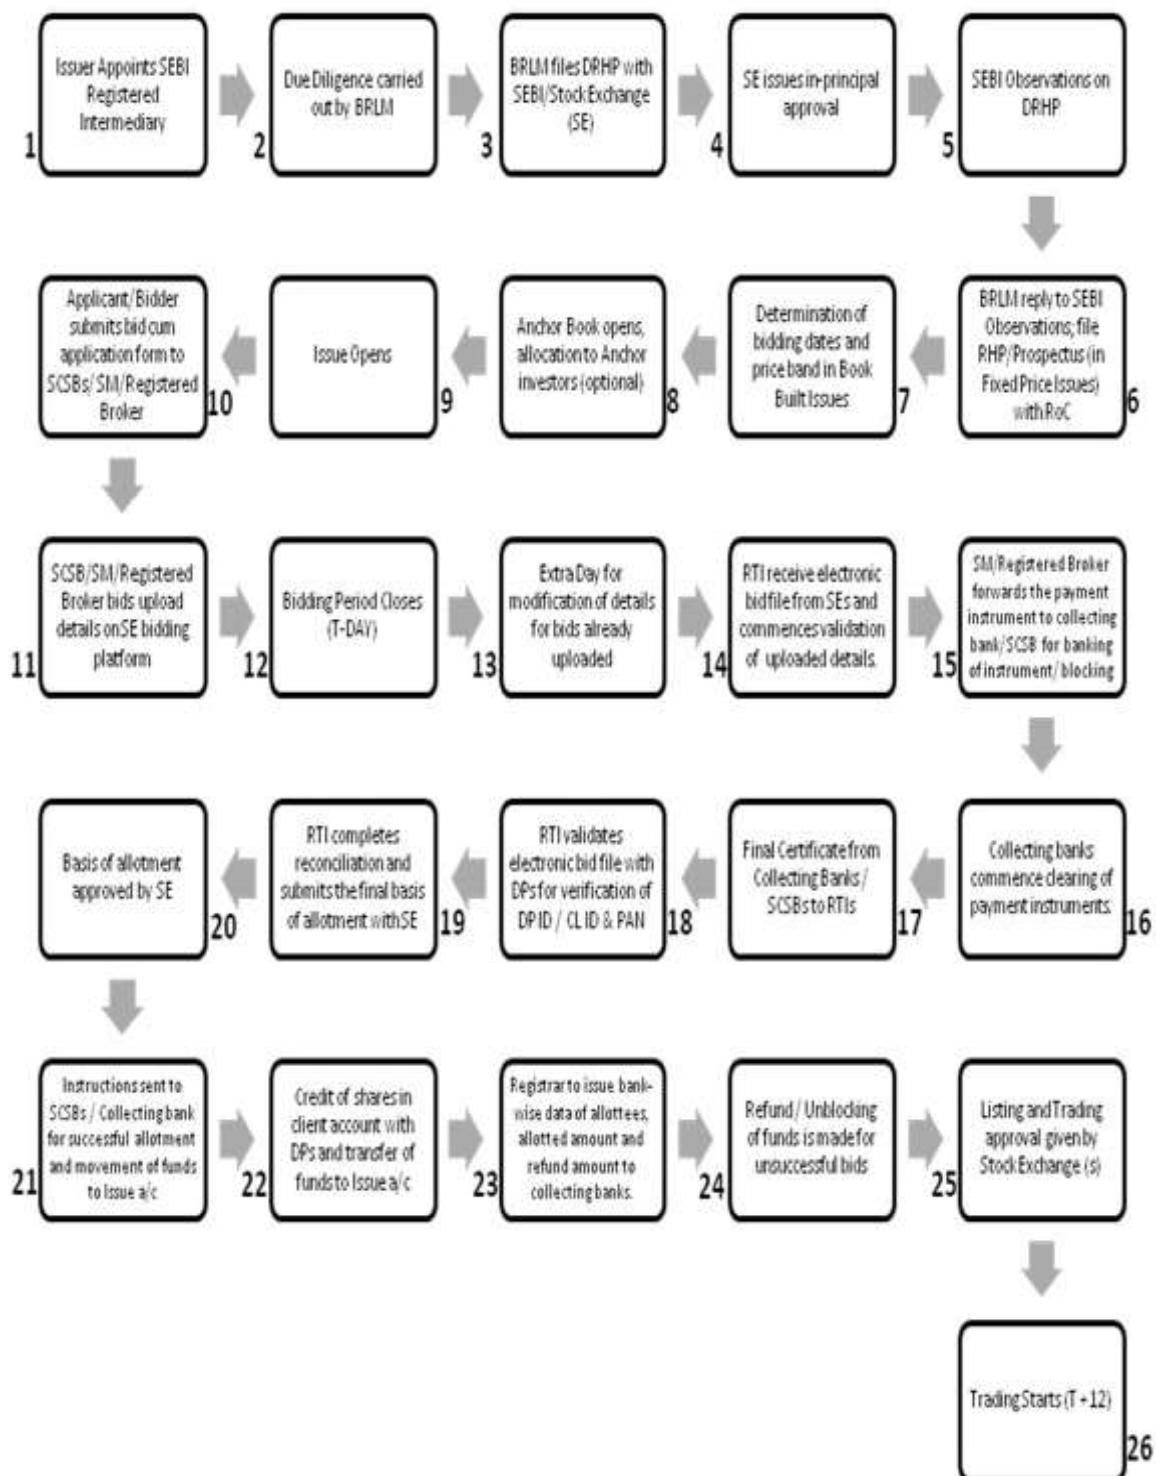 Issuer Appoints SEBI
Registered
Intermediary
1
Due Diligence carried
out by BRLM
2
BRLM files DRHP with
SEBI/Stock Exchange
(SE)
3
SE issues in-principal
approval
4
SEBI Observations on
DRHP
5
BRLM reply to SEBI
Observations; file
RHP/Prospectus (in
Fixed Price Issues)
with RoC
6
Determination of
bidding dates and
price band in Book
Built Issues
7
Anchor Book opens,
allocation to Anchor
investors (optional)
8
Issue Opens
9
Applicant/Bidder
submits bid cum
application form to
SCSBs/ SM/Registered
Broker
10
SCSB/SM/Registered
Broker bids upload
details on SE bidding
platform
11
Bidding Period Closes
(T-DAY)
12
Extra Day for
modification of details
for bids already
uploaded
13
RTI receive electronic
bid file from SEs and
commences validation
of uploaded details.
14
SM/Registered Broker
forwards the payment
instrument to collecting
bank/SCSB for banking
of instrument/ blocking
15
Collecting banks
commence clearing of
payment instruments.
16
Final Certificate from
Collecting Banks /
SCSBs to RTIs
17
RTI validates
electronic bid file with
DPs for verification of
DP ID / CL ID & PAN
18
RTI completes
reconciliation and
submits the final basis
of allotment with SE
19
Basis of allotment
approved by SE
20
Instructions sent to
SCSBs / Collecting bank
for successful allotment
and movement of funds
to Issue a/c
21
Credit of shares in
client account with
DPs and transfer of
funds to Issue a/c
22
Registrar to issue bank-
wise data of allottees,
allotted amount and
refund amount to
collecting banks.
23
Refund / Unblocking
of funds is made for
unsuccessful bids
24
Listing and Trading
approval given by
Stock Exchange (s)
25
Trading Starts (T + 12)
26